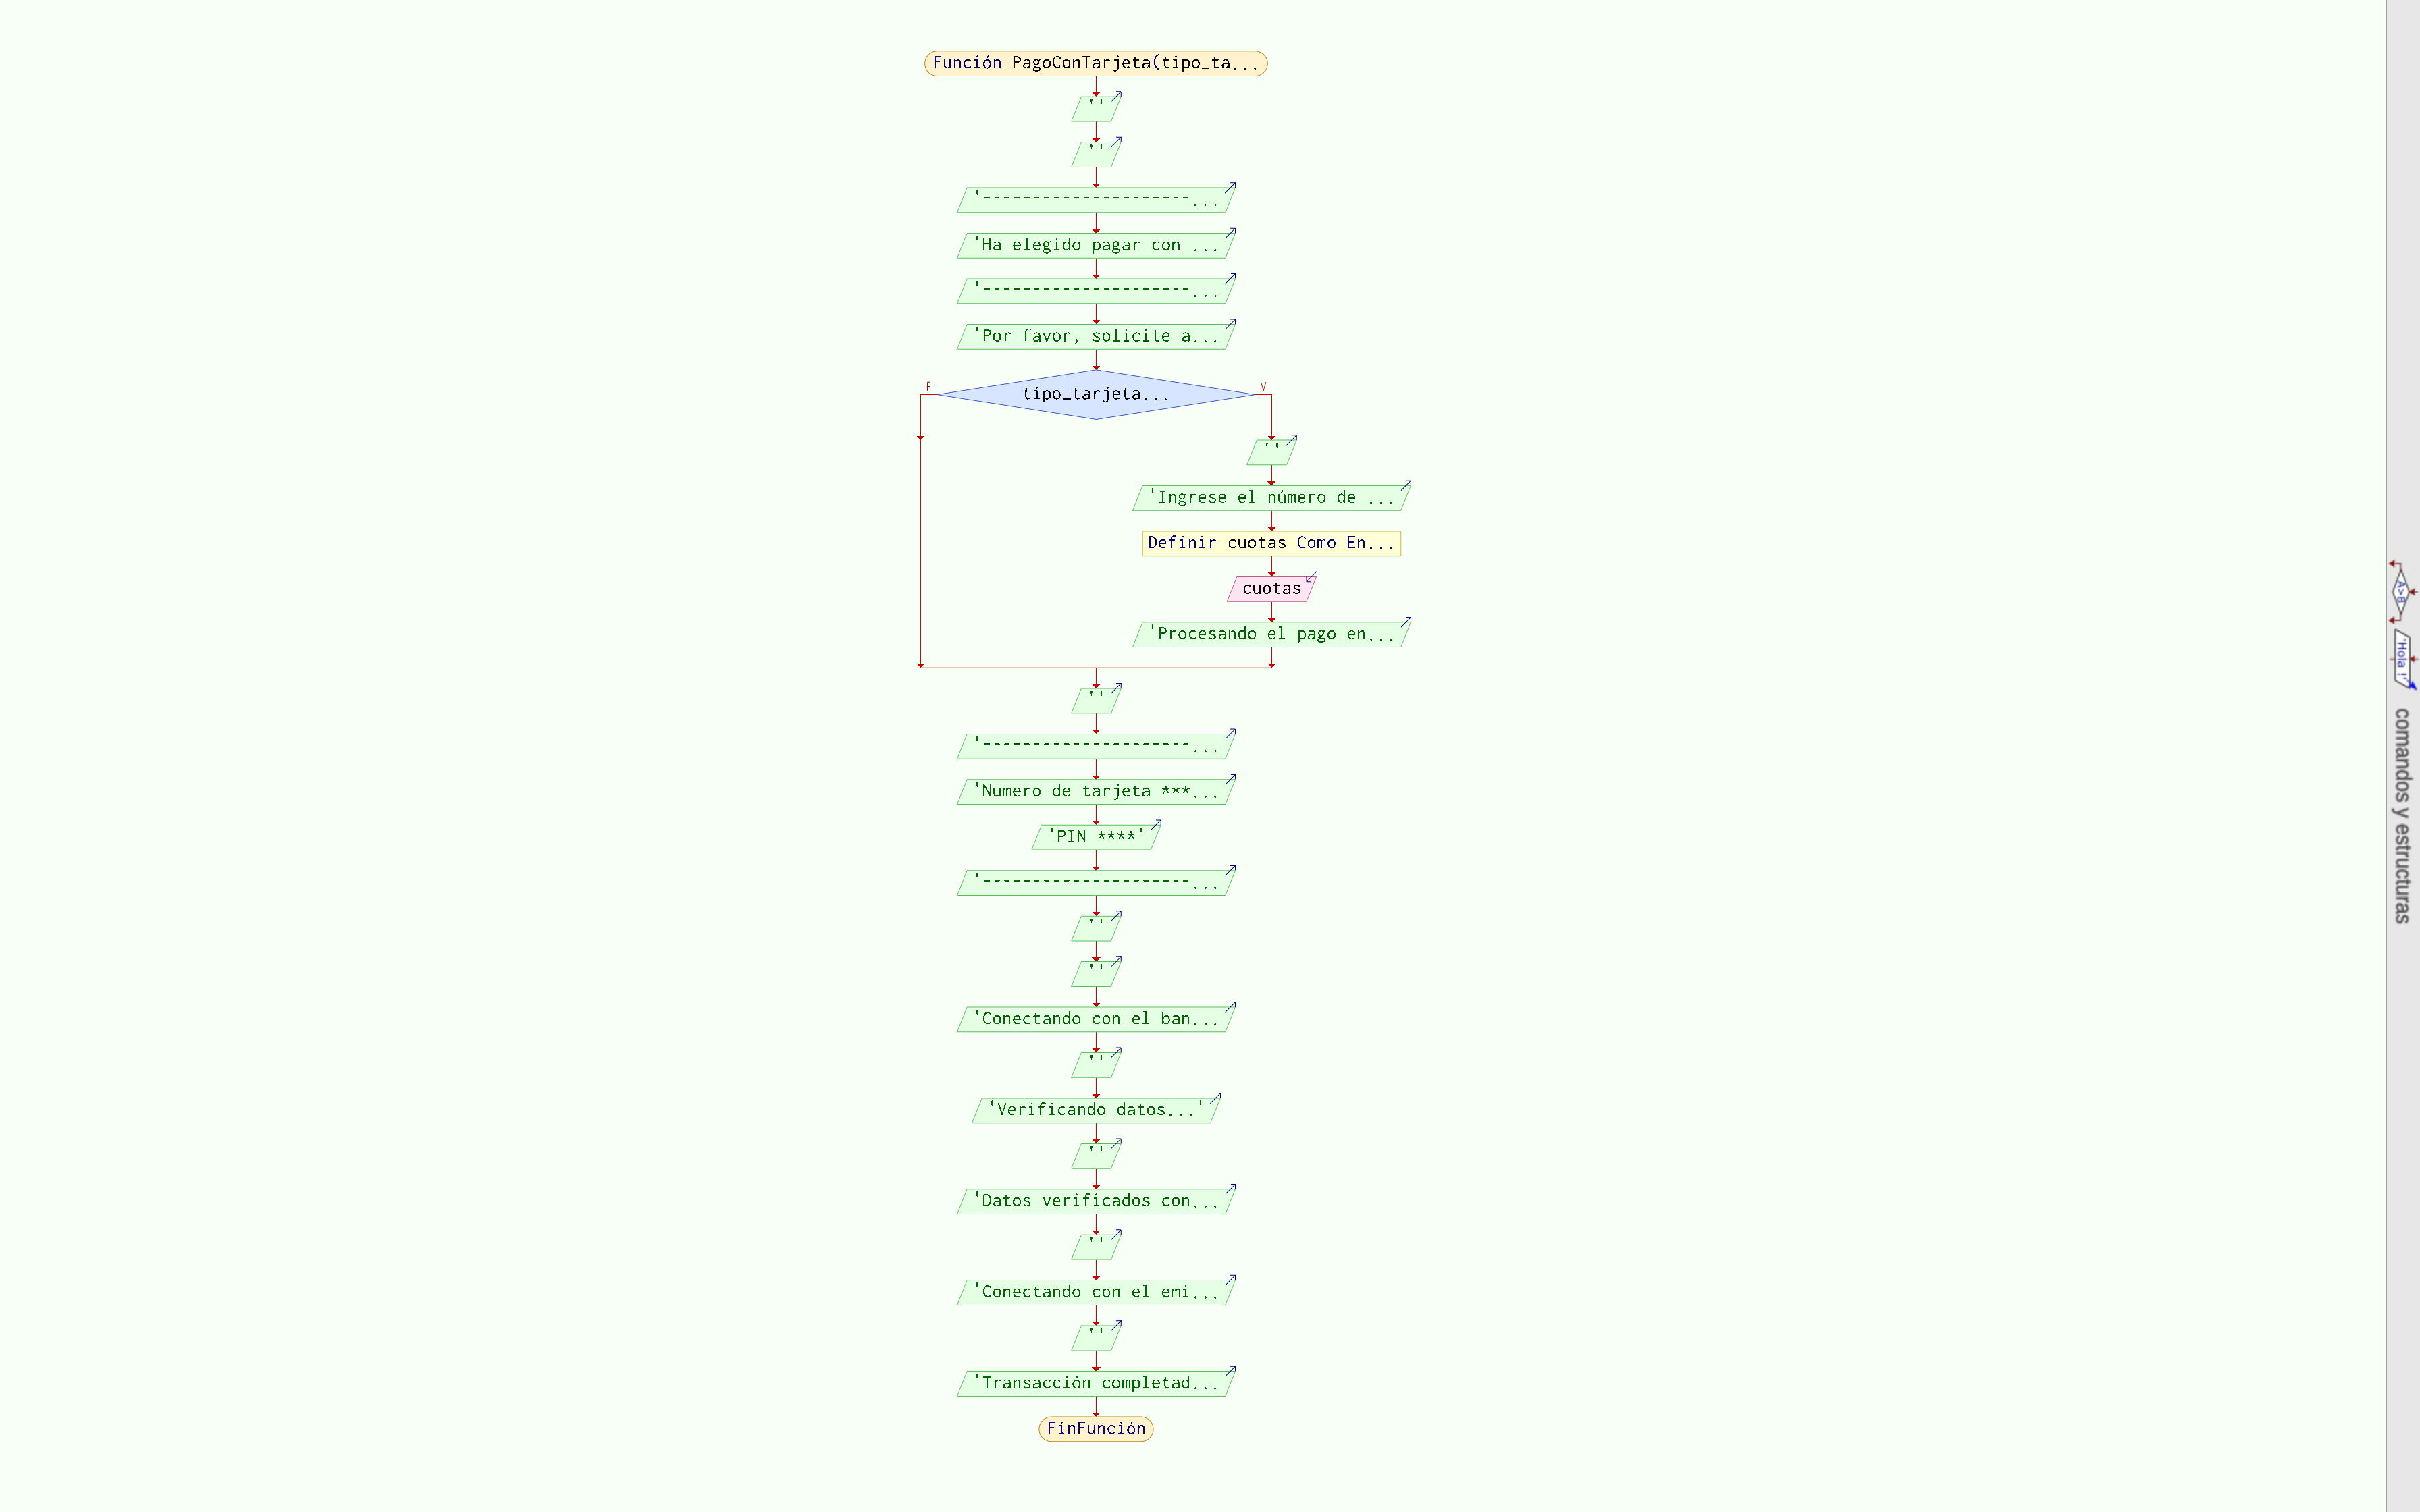 Función PagoConTarjeta(tipo_ta...
''
''
'---------------------...
'Ha elegido pagar con ...
'---------------------...
'Por favor, solicite a...
F
tipo_tarjeta...
V
''
'Ingrese el número de ...
Definir cuotas Como En...
cuotas
'Procesando el pago en...
''
'---------------------...
'Numero de tarjeta ***...
'PIN ****'
'---------------------...
''
''
'Conectando con el ban...
''
'Verificando datos...'
''
'Datos verificados con...
''
'Conectando con el emi...
''
'Transacción completad...
FinFunción
A>B
'Hola !'
comandos y estructuras